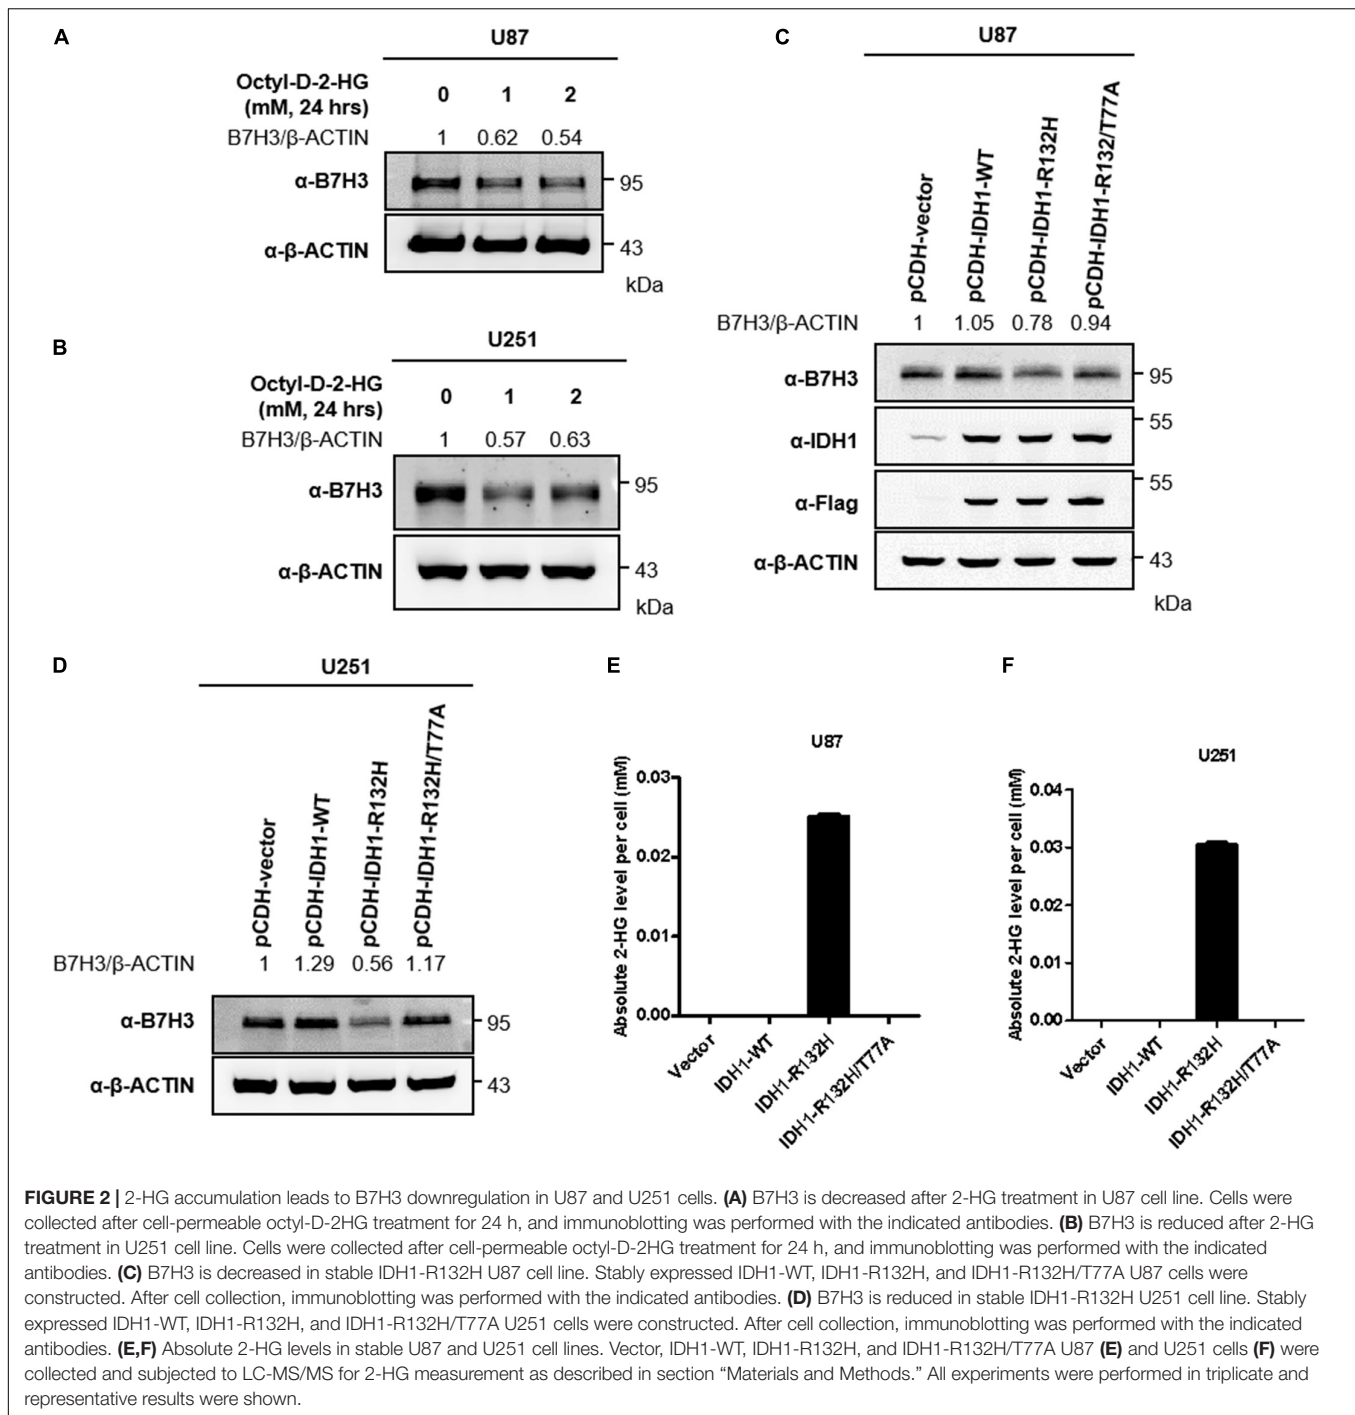 A
U87
Octyl-D-2-HG
(mM, 24 hrs)
0 1 2
B7H3/β-ACTIN 1 0.62 0.54
α-B7H3 95
α-β-ACTIN 43
kDa
B
U251
Octyl-D-2-HG
(mM, 24 hrs)
0 1 2
B7H3/β-ACTIN 1 0.57 0.63
α-B7H3 95
α-β-ACTIN 43
kDa
C
U87
pCDH-vector
pCDH-IDH1-WT
pCDH-IDH1-R132H
pCDH-IDH1-R132/T77A
B7H3/β-ACTIN 1 1.05 0.78 0.94
α-B7H3 95
55
α-IDH1
55
α-Flag
α-β-ACTIN 43
kDa
D
U251
pCDH-vector
pCDH-IDH1-WT
pCDH-IDH1-R132H
pCDH-IDH1-R132H/T77A
B7H3/β-ACTIN 1 1.29 0.56 1.17
α-B7H3 95
α-β-ACTIN 43
E
U87
Absolute 2-HG level per cell (mM)
0.03
0.02
0.01
0.00
Vector
IDH1-WT
IDH1-R132H
IDH1-R132H/T77A
F
U251
Absolute 2-HG level per cell (mM)
0.04
0.03
0.02
0.01
0.00
Vector
IDH1-WT
IDH1-R132H
IDH1-R132H/T77A
FIGURE 2 | 2-HG accumulation leads to B7H3 downregulation in U87 and U251 cells. (A) B7H3 is decreased after 2-HG treatment in U87 cell line. Cells were
collected after cell-permeable octyl-D-2HG treatment for 24 h, and immunoblotting was performed with the indicated antibodies. (B) B7H3 is reduced after 2-HG
treatment in U251 cell line. Cells were collected after cell-permeable octyl-D-2HG treatment for 24 h, and immunoblotting was performed with the indicated
antibodies. (C) B7H3 is decreased in stable IDH1-R132H U87 cell line. Stably expressed IDH1-WT, IDH1-R132H, and IDH1-R132H/T77A U87 cells were
constructed. After cell collection, immunoblotting was performed with the indicated antibodies. (D) B7H3 is reduced in stable IDH1-R132H U251 cell line. Stably
expressed IDH1-WT, IDH1-R132H, and IDH1-R132H/T77A U251 cells were constructed. After cell collection, immunoblotting was performed with the indicated
antibodies. (E,F) Absolute 2-HG levels in stable U87 and U251 cell lines. Vector, IDH1-WT, IDH1-R132H, and IDH1-R132H/T77A U87 (E) and U251 cells (F) were
collected and subjected to LC-MS/MS for 2-HG measurement as described in section “Materials and Methods.” All experiments were performed in triplicate and
representative results were shown.